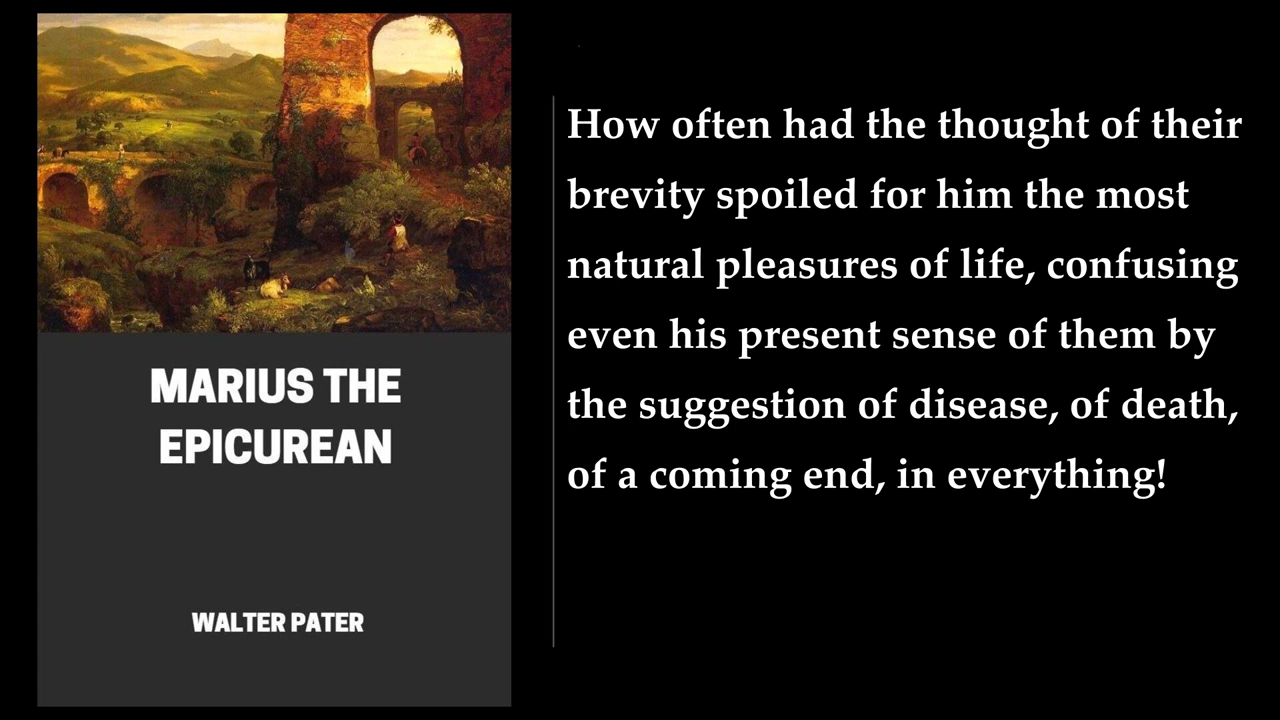 MARIUS THE
EPICUREAN
WALTER PATER
How often had the thought of their
brevity spoiled for him the most
natural pleasures of life, confusing
even his present sense of them by
the suggestion of disease, of death,
of a coming end, in everything!